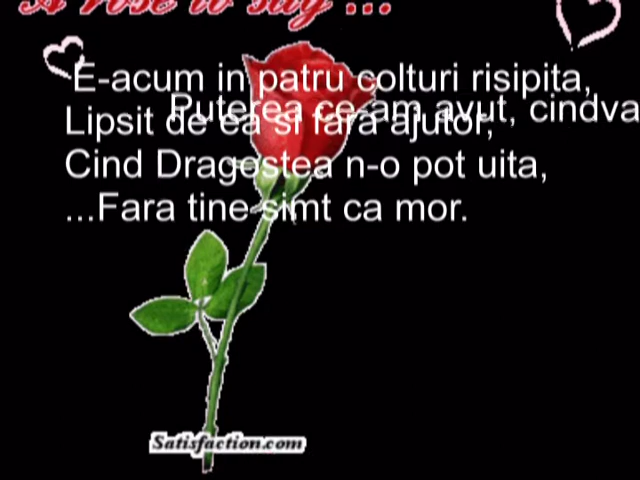 A rose to say ...
E-acum in patru colturi risipita,
Puterea ce-am avut, cindva
Lipsit de ea si fara ajutor,
Cind Dragostea n-o pot uita,
...Fara tine simt ca mor.
Satisfaction.com